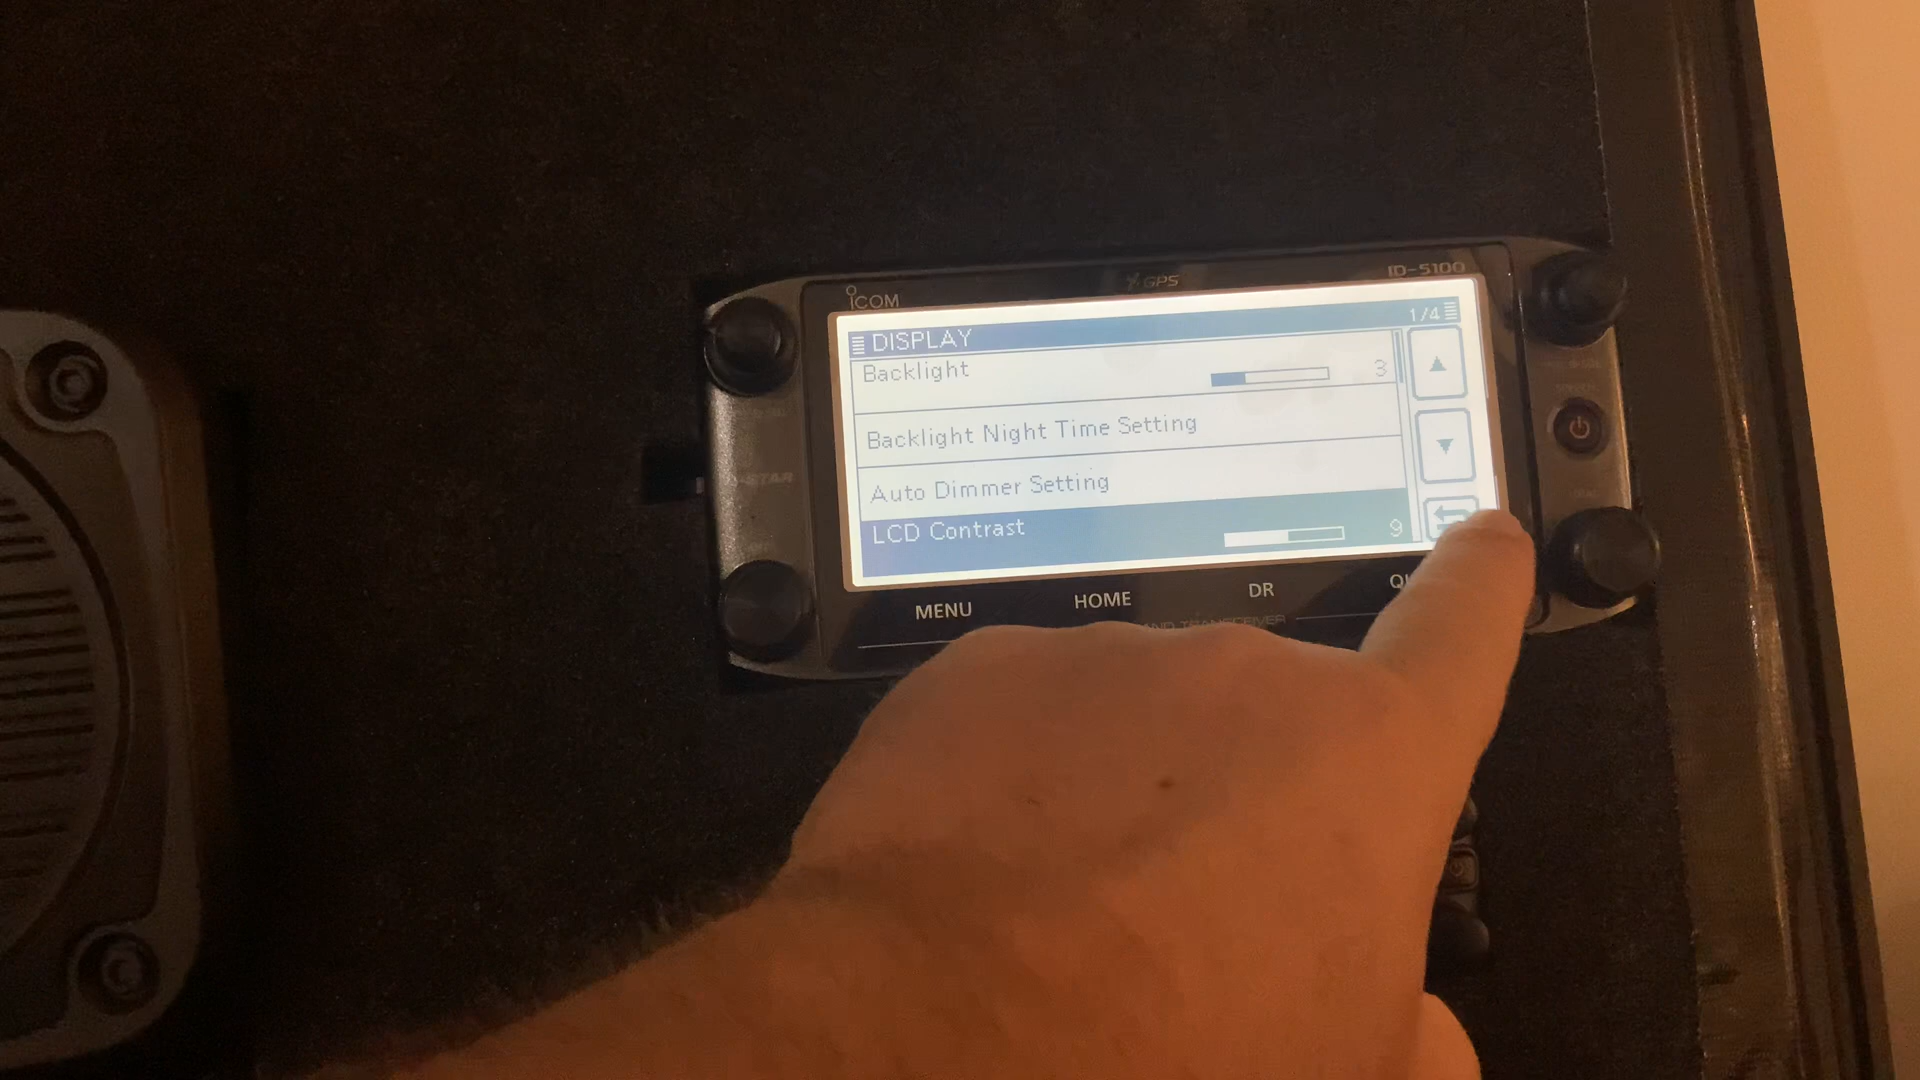 ICOM
GPS
ID-5100
DISPLAY
1/4
Backlight
3
Backlight Night Time Setting
Auto Dimmer Setting
LCD Contrast
9
MENU
HOME
DR
TRANSCEIVER